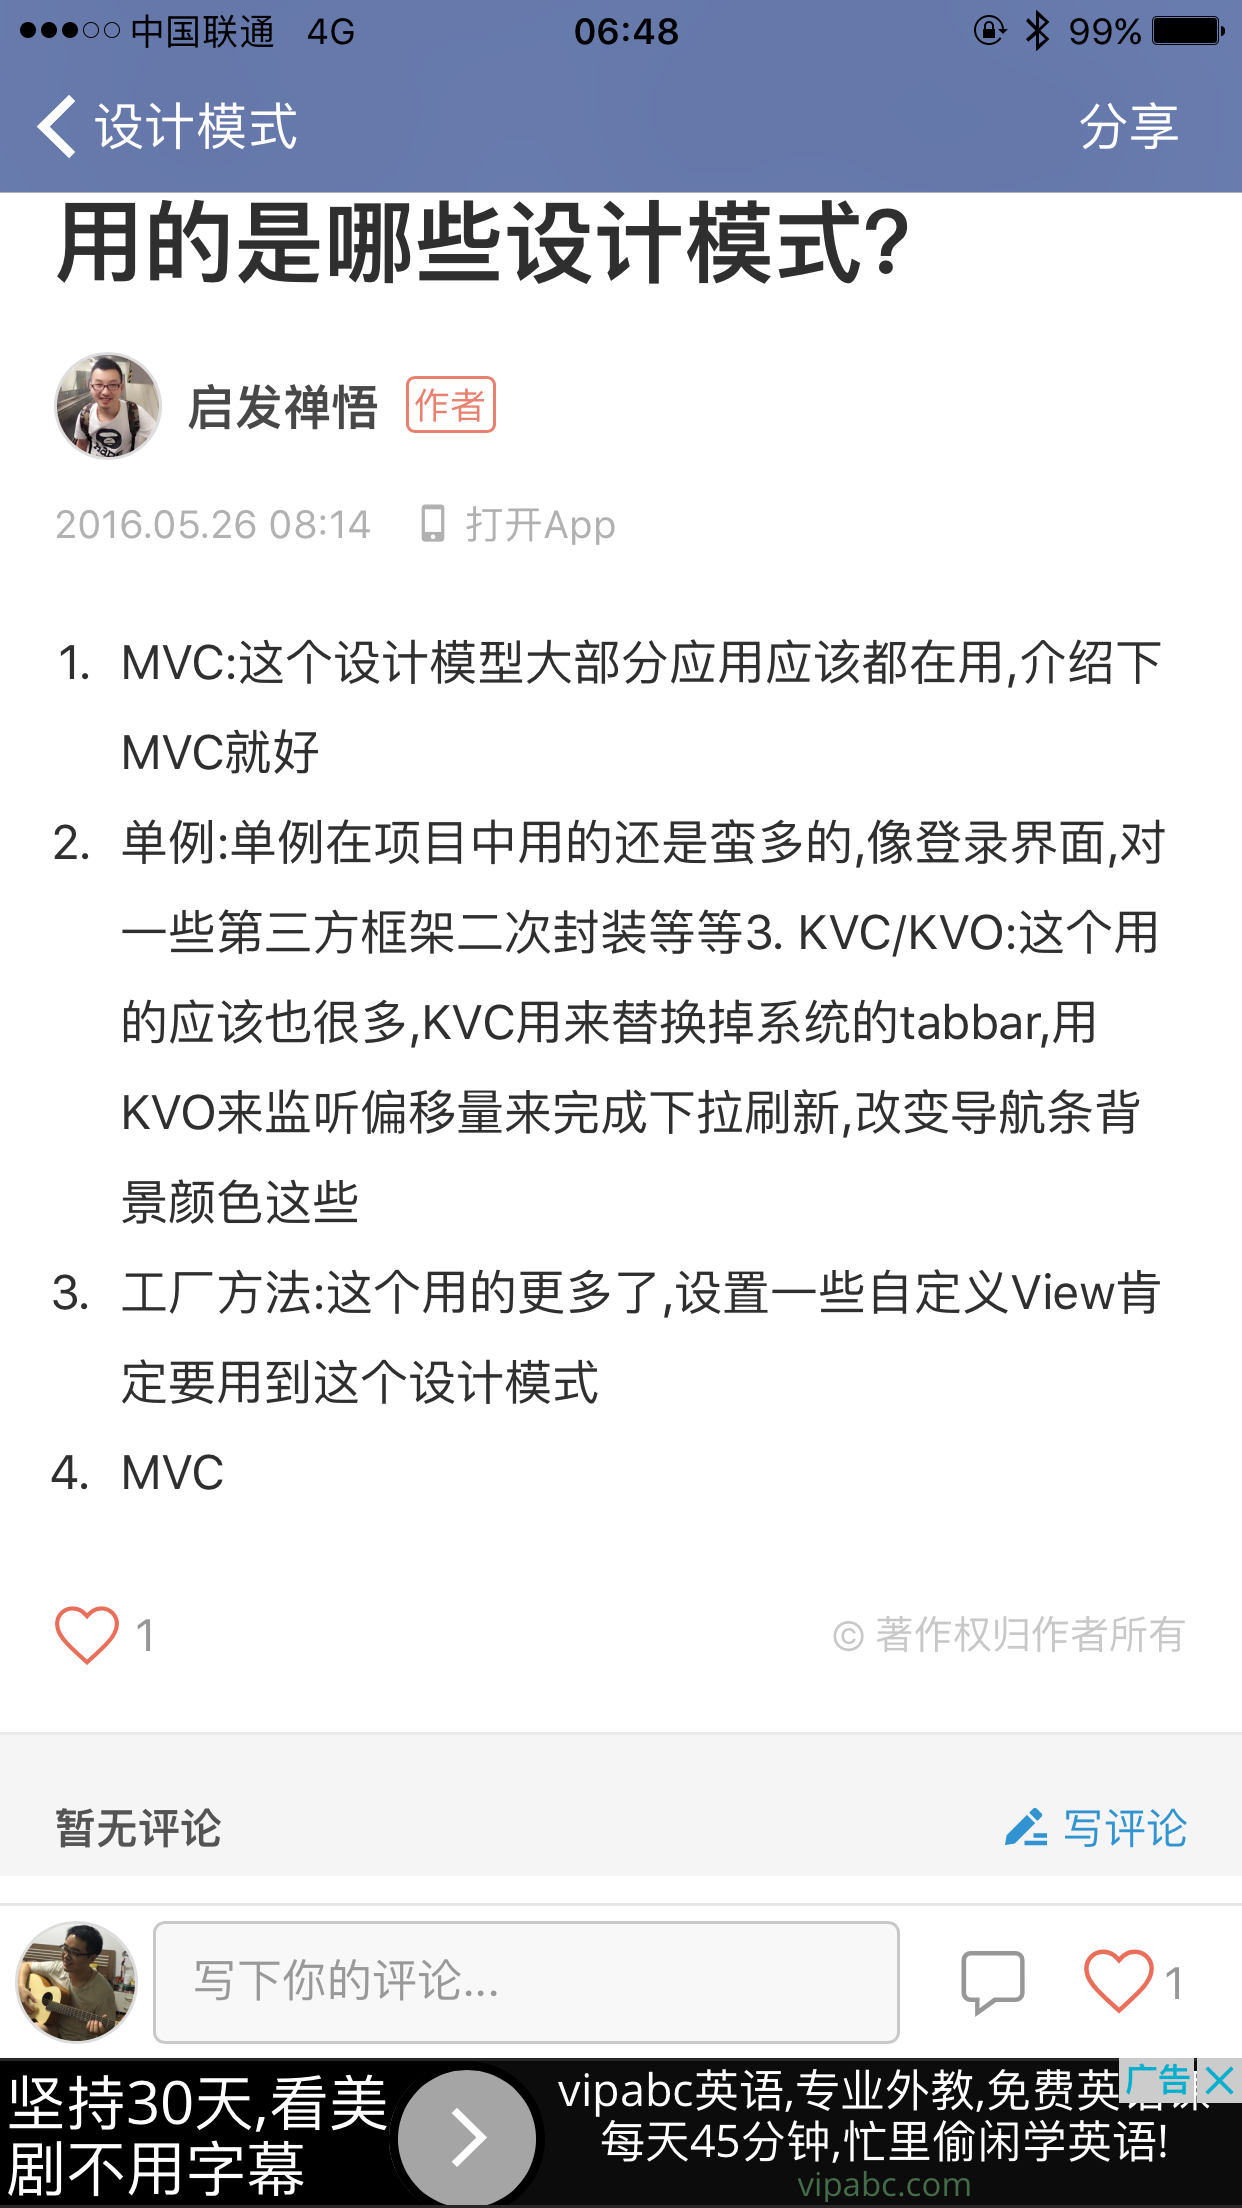 中国联通 4G 06:48 99%
设计模式 分享
用的是哪些设计模式?
启发禅悟 作者
2016.05.26 08:14 打开App
1. MVC:这个设计模型大部分应用应该都在用,介绍下
MVC就好
2. 单例:单例在项目中用的还是蛮多的,像登录界面,对
一些第三方框架二次封装等等3. KVC/KVO:这个用
的应该也很多,KVC用来替换掉系统的tabbar,用
KVO来监听偏移量来完成下拉刷新,改变导航条背
景颜色这些
3. 工厂方法:这个用的更多了,设置一些自定义View肯
定要用到这个设计模式
4. MVC
1 © 著作权归作者所有
暂无评论 写评论
写下你的评论... 1
坚持30天,看美
剧不用字幕
vipabc英语,专业外教,免费英
广告
每天45分钟,忙里偷闲学英语!
vipabc.com